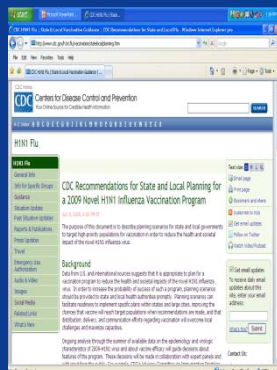 start
CDC H1N1 Flu | State & Local Vaccination Guidance - CDC Recommendations for State and Local Pla... - Windows Internet Explorer
File Edit View Favorites Tools Help
CDC Home
CDC Centers for Disease Control and Prevention
Your Online Source for Credible Health Information
SEARCH
A-Z Index A B C D E F G H I J K L M N O P Q R S T U V W X Y Z #
H1N1 Flu
H1N1 Flu
General Info
Info for Specific Groups
Guidance
Situation Update
Past Situation Updates
Reports & Publications
Press Updates
Travel
Emergency Use
Authorization
Audio & Video
Images
Social Media
Related Links
What's New
CDC Recommendations for State and Local Planning for
a 2009 Novel H1N1 Influenza Vaccination Program
The purpose of this document is to describe planning scenarios for state and local governments
to target high-priority populations for vaccination in order to reduce the health and societal
impact of the novel H1N1 influenza virus.
Background
Data from U.S. and international sources suggests that it is appropriate to plan for a
vaccination program to reduce the health and societal impacts of the novel H1N1 influenza
virus. In order to increase the probability of success of such a program, planning scenarios
should be provided to state and local health authorities promptly. Planning scenarios can
facilitate readiness to implement specific plans within states and large cities, improving the
chances that vaccine will reach target populations when recommendations are made, and that
distribution, delivery, and communication efforts regarding vaccination will overcome local
challenges and maximize capacities.
Ongoing analysis through the summer of available data on the epidemiology and virologic
characteristics of 2009-H1N1 virus and about vaccine efficacy will guide decisions about
features of the program. These decisions will be made in collaboration with expert panels and
Text size: S M L XL
Email page
Print page
Bookmark and share
Subscribe to RSS
Get email updates
Follow on Twitter
Watch Video/Podcast
Get email updates
To receive daily
email updates about this
site, enter your email
address:
What's this? Submit
Contact Us: